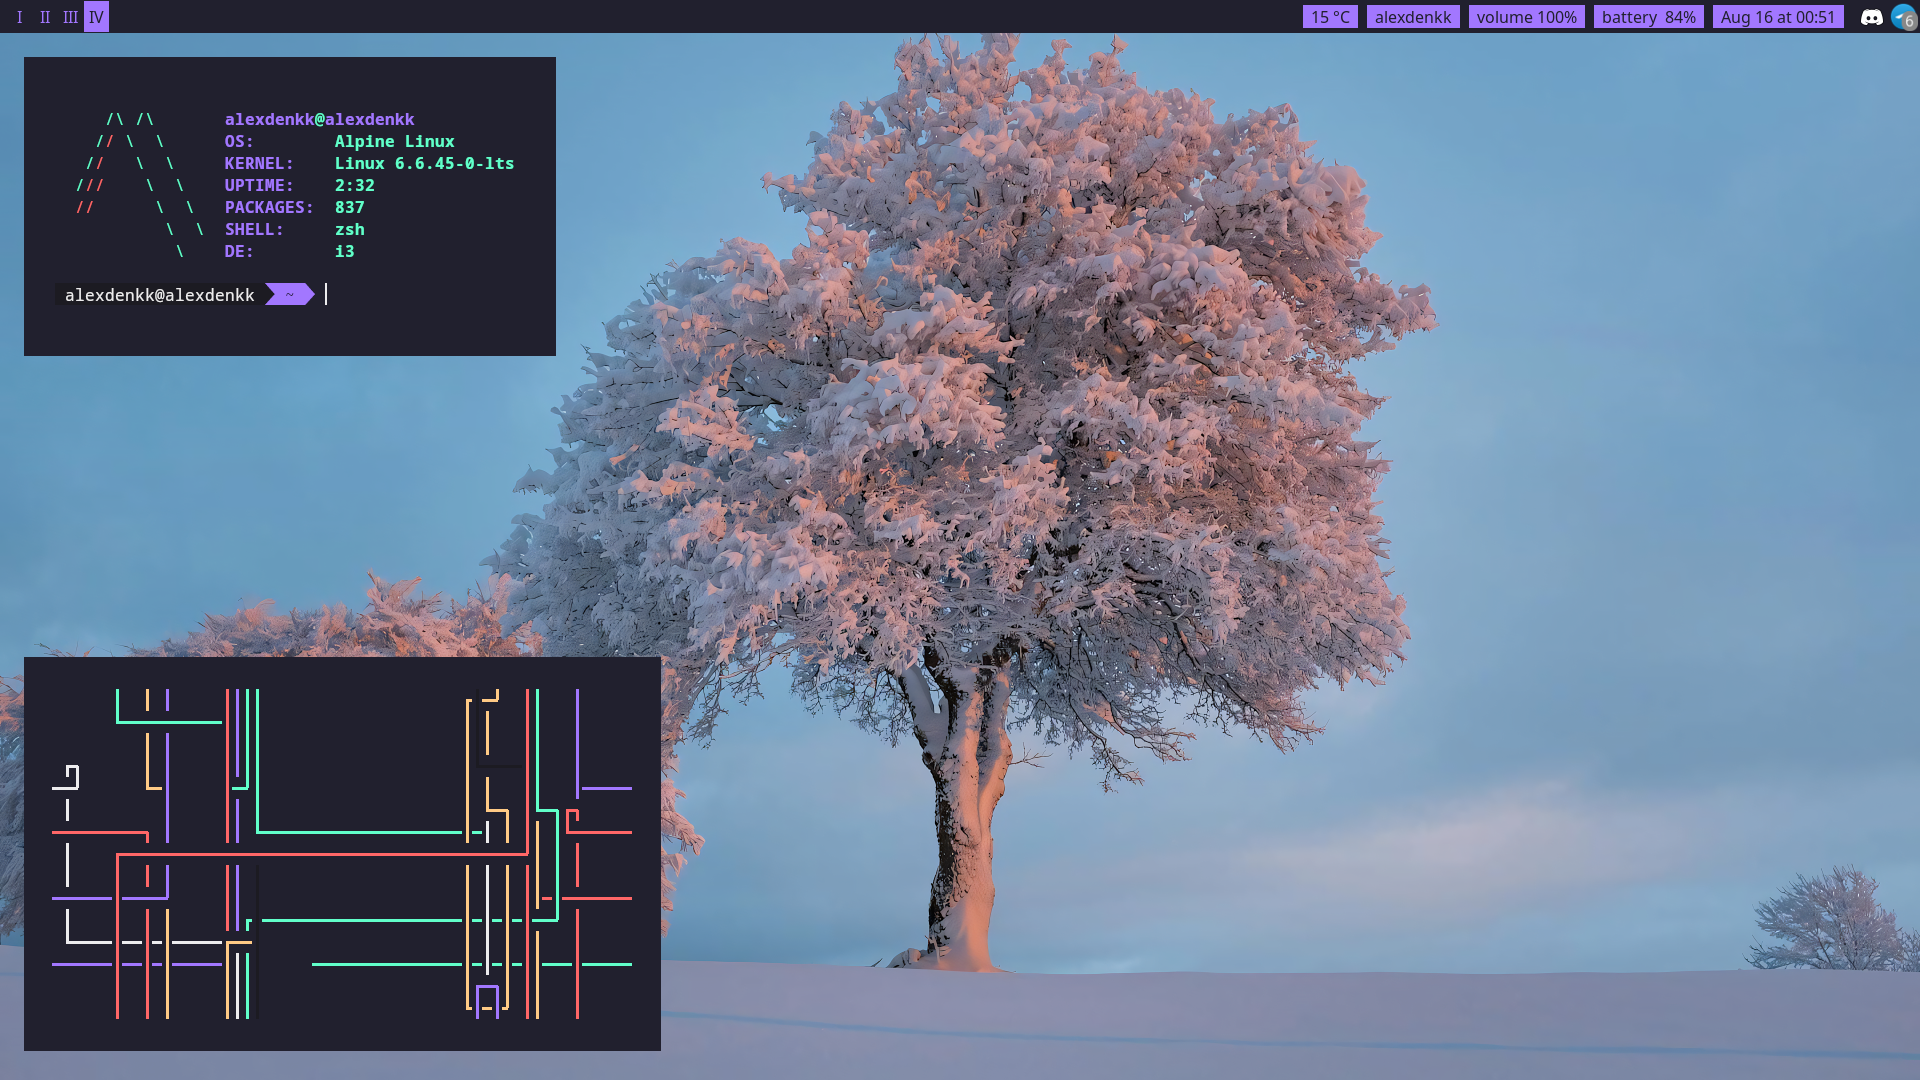 I II III IV
15 °C alexdenkk volume 100% battery 84% Aug 16 at 00:51 6
alexdenkk@alexdenkk
OS: Alpine Linux
KERNEL: Linux 6.6.45-0-lts
UPTIME: 2:32
PACKAGES: 837
SHELL: zsh
DE: i3
alexdenkk@alexdenkk ~